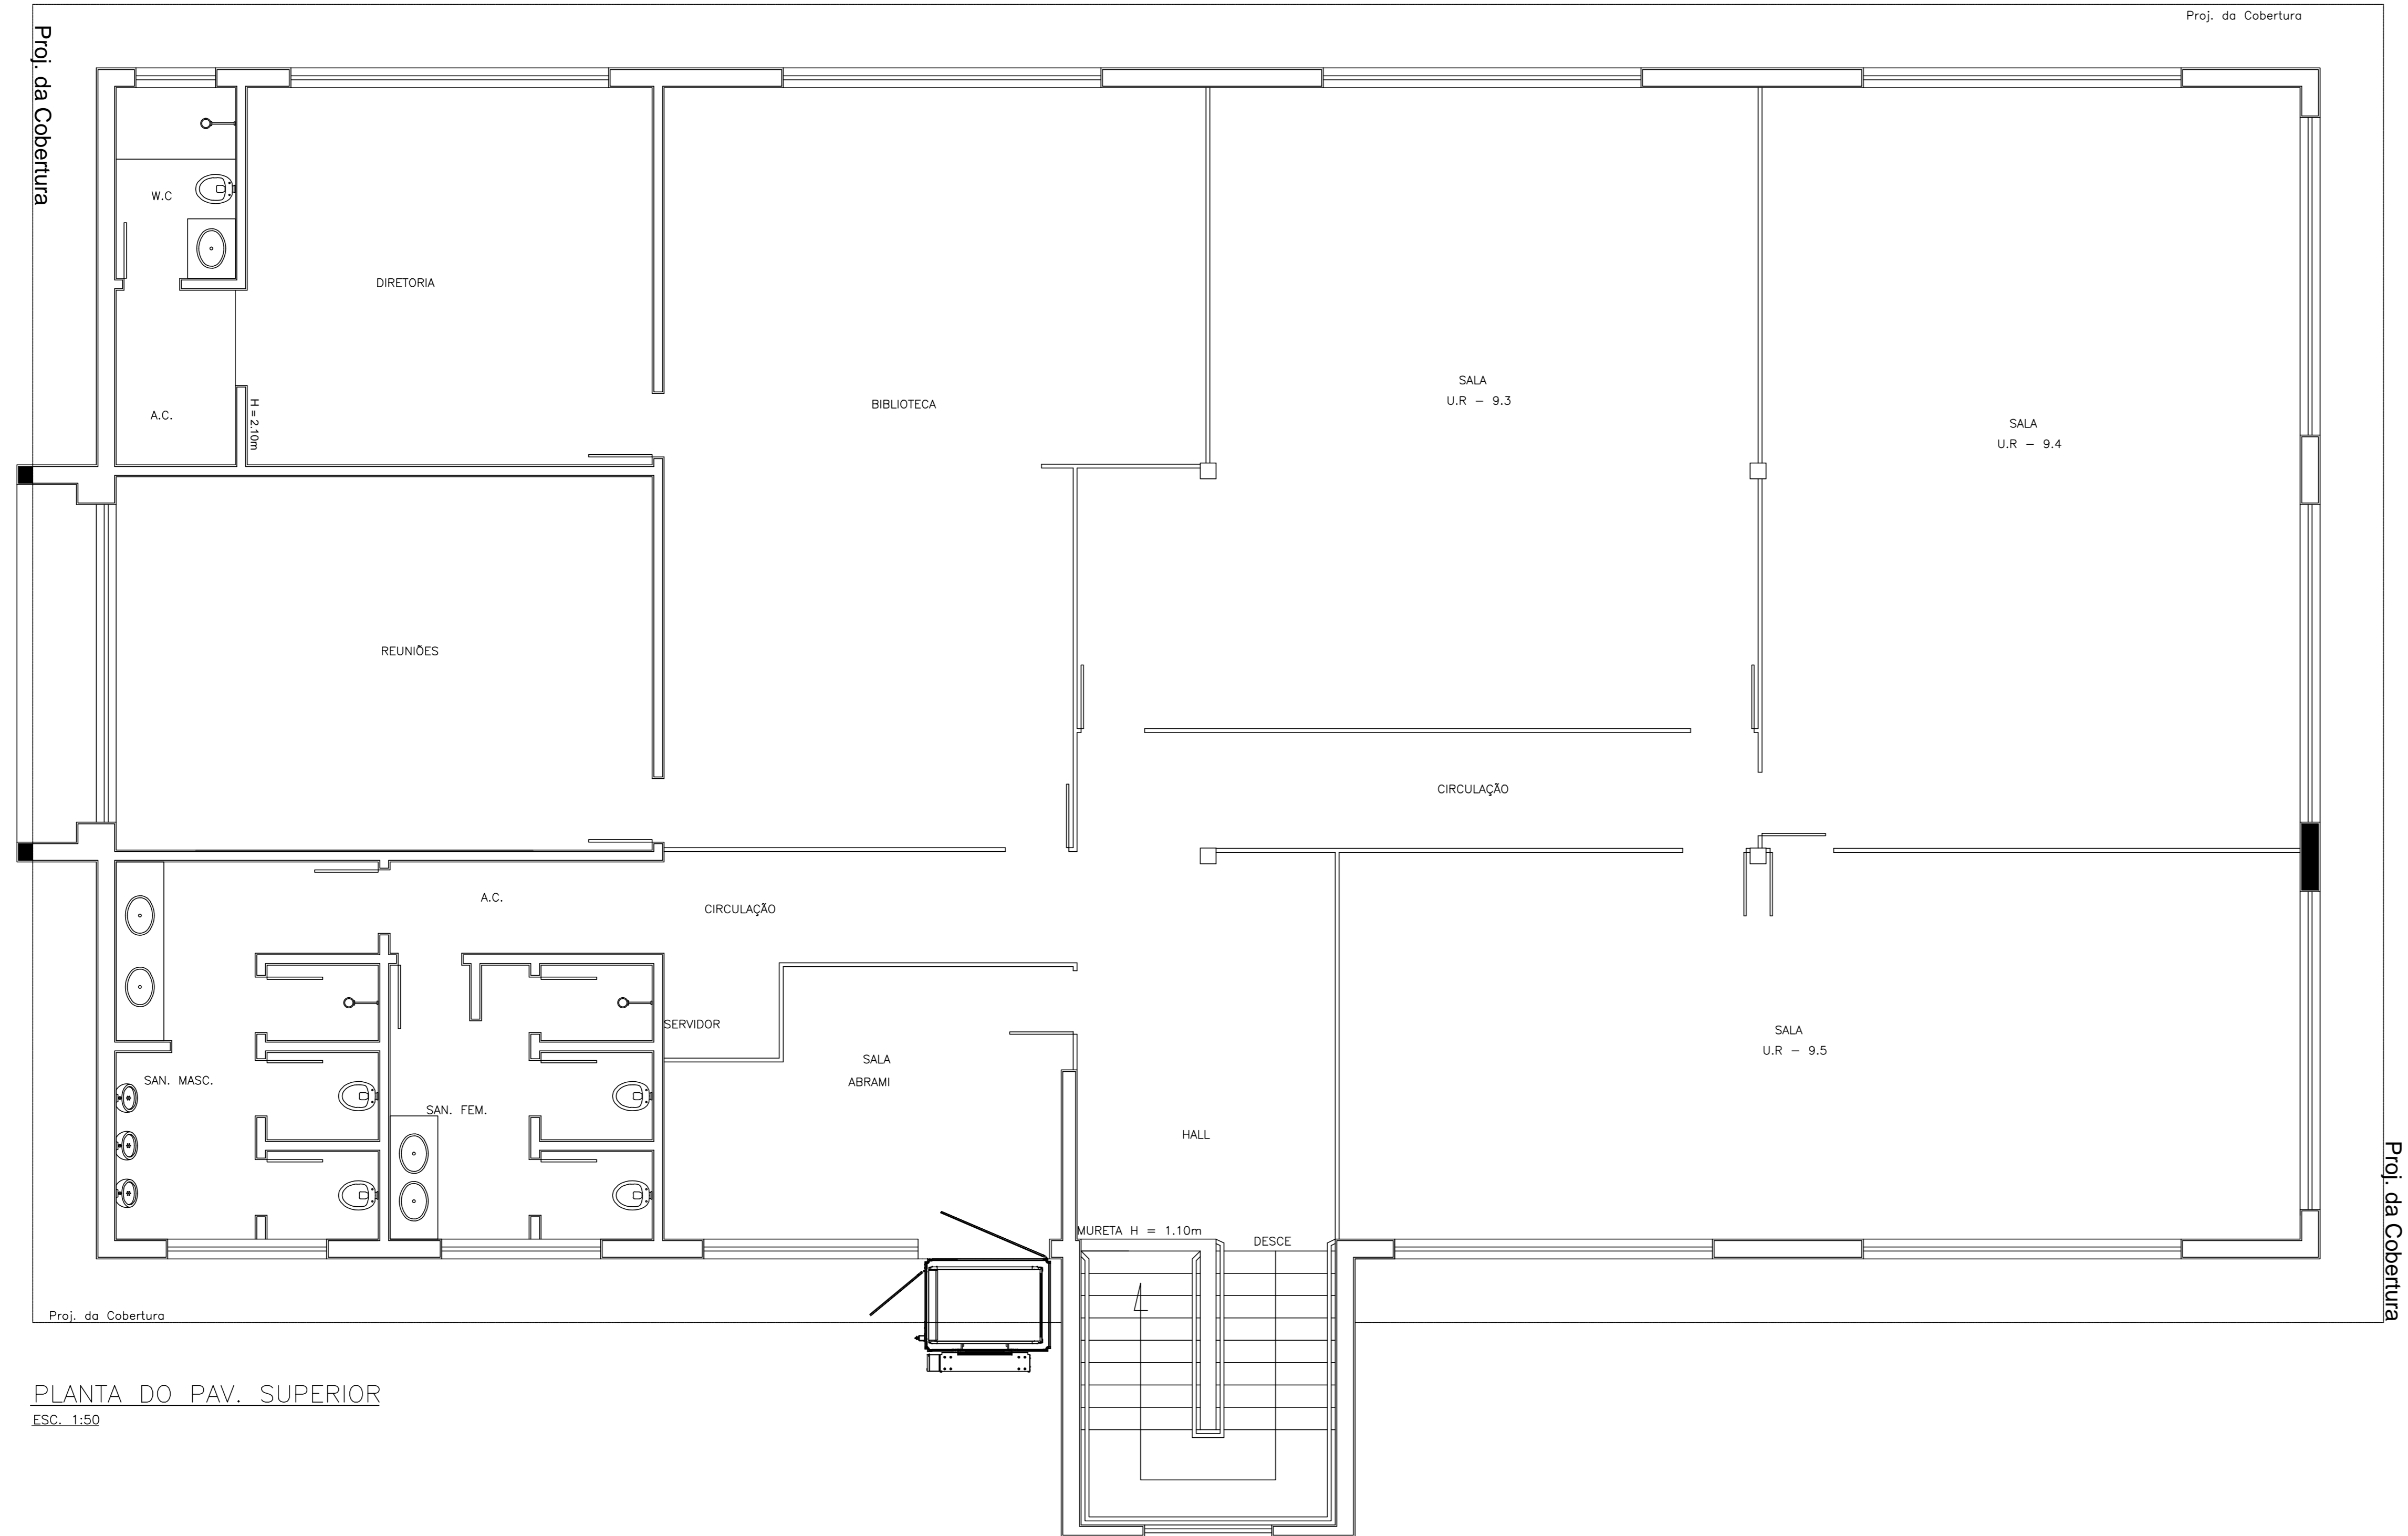 Proj. da Cobertura
Proj. da Cobertura
W.C
DIRETORIA
A.C.
H = 2.10m
BIBLIOTECA
SALA
U.R - 9.3
SALA
U.R - 9.4
REUNIÕES
CIRCULAÇÃO
A.C.
CIRCULAÇÃO
SERVIDOR
SALA
ABRAMI
SAN. MASC.
SAN. FEM.
HALL
SALA
U.R - 9.5
MURETA H = 1.10m
DESCE
Proj. da Cobertura
Proj. da Cobertura
PLANTA DO PAV. SUPERIOR
ESC. 1:50